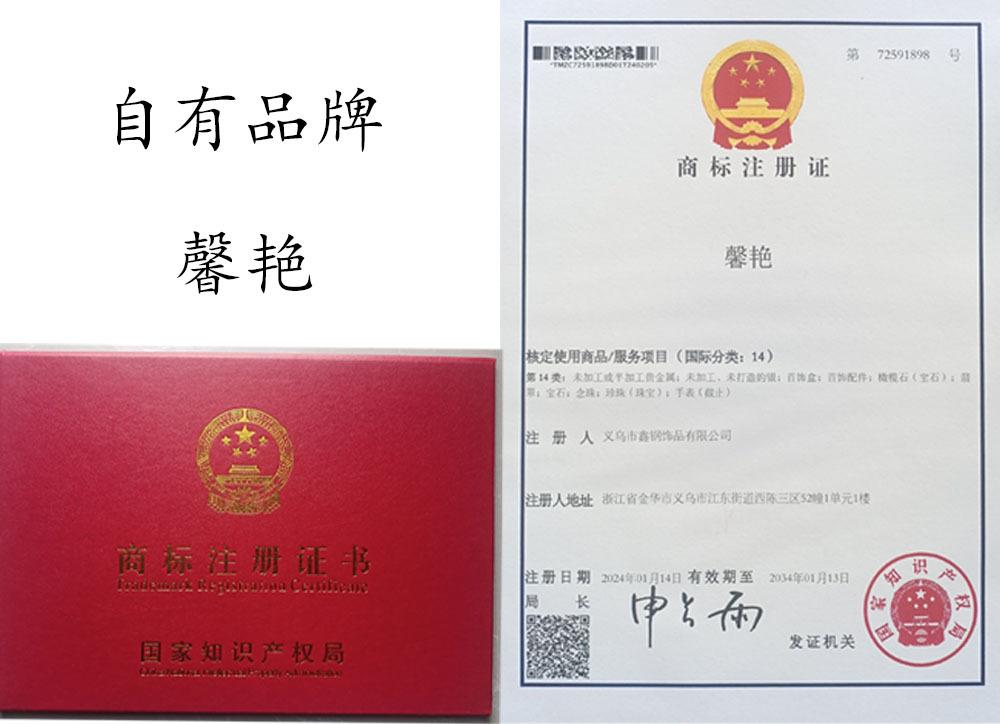 自有品牌
馨艳
商标注册证书
Trademark Registration Certificate
国家知识产权局
*TMZC72591898D01T240205*
第 72591898 号
商标注册证
馨艳
核定使用商品/服务项目（国际分类：14）
第14类：未加工或半加工贵金属；未加工、未打造的银；首饰盒；首饰配件；橄榄石（宝石）；翡
翠；宝石；念珠；珍珠（珠宝）；手表（截止）
注册人 义乌市鑫钢饰品有限公司
注册人地址 浙江省金华市义乌市江东街道西陈三区52幢1单元1楼
注册日期 2024年01月14日 有效期至 2034年01月13日
局长 申长雨
发证机关
国家知识产权局